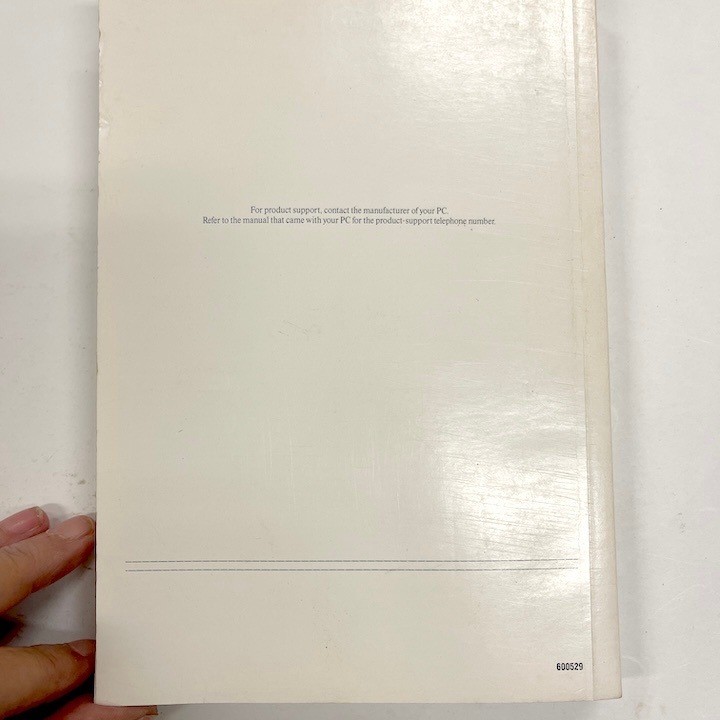 For product support, contact the manufacturer of your PC.
Refer to the manual that came with your PC for the product-support telephone number.
600529